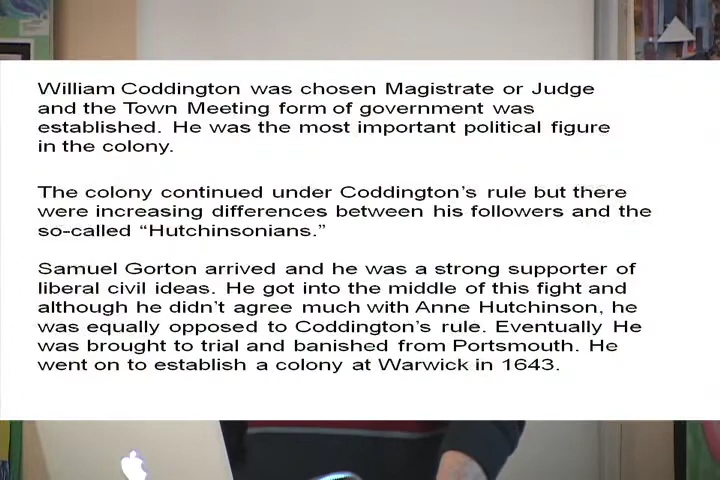 William Coddington was chosen Magistrate or Judge
and the Town Meeting form of government was
established. He was the most important political figure
in the colony.
The colony continued under Coddington's rule but there
were increasing differences between his followers and the
so-called “Hutchinsonians.”
Samuel Gorton arrived and he was a strong supporter of
liberal civil ideas. He got into the middle of this fight and
although he didn't agree much with Anne Hutchinson, he
was equally opposed to Coddington's rule. Eventually He
was brought to trial and banished from Portsmouth. He
went on to establish a colony at Warwick in 1643.